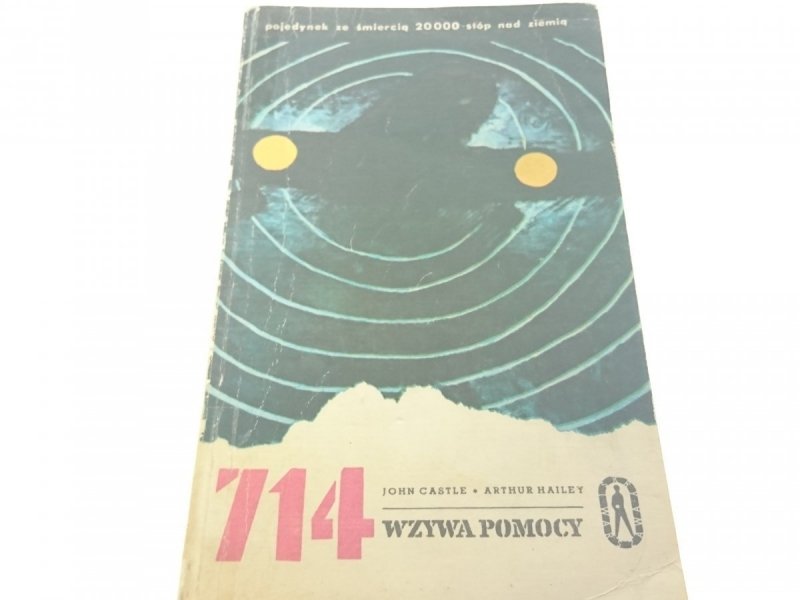 pojedynek ze śmiercią 20000 stóp nad ziemią
714
JOHN CASTLE • ARTHUR HAILEY
WZYWA POMOCY